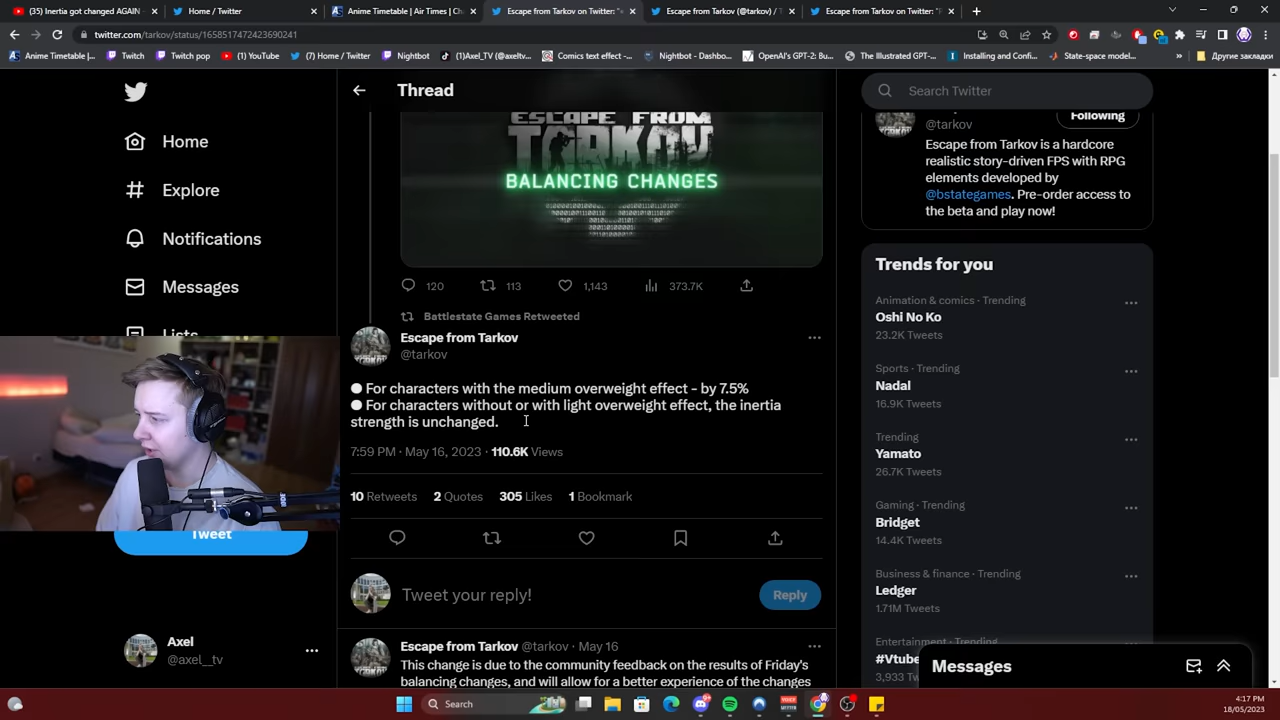 (35) Inertia got changed AGAIN
Home / Twitter
Anime Timetable | Air Times | Ch
Escape from Tarkov on Twitter: "
Escape from Tarkov (@tarkov) / T
Escape from Tarkov on Twitter: "
twitter.com/tarkov/status/1658517472423690241
Anime Timetable |...
Twitch
Twitch pop
(1) YouTube
(7) Home / Twitter
Nightbot
(1)Axel_TV (@axeltv...
Comics text effect -...
Nightbot - Dashbo...
OpenAI's GPT-2: Bu...
The Illustrated GPT-...
Installing and Confi...
State-space model...
»
Другие закладки
Home
Explore
Notifications
Messages
Lists
Tweet
Axel
@axel__tv
Thread
ESCAPE FROM
TARKOV
BALANCING CHANGES
120
113
1,143
373.7K
Battlestate Games Retweeted
Escape from Tarkov
@tarkov
For characters with the medium overweight effect - by 7.5%
For characters without or with light overweight effect, the inertia
strength is unchanged.
7:59 PM · May 16, 2023 · 110.6K Views
10 Retweets 2 Quotes 305 Likes 1 Bookmark
Tweet your reply!
Reply
Escape from Tarkov @tarkov · May 16
This change is due to the community feedback on the results of Friday's
balancing changes, and will allow for a better experience of the changes
Search Twitter
@tarkov
Following
Escape from Tarkov is a hardcore
realistic story-driven FPS with RPG
elements developed by
@bstategames. Pre-order access to
the beta and play now!
Trends for you
Animation & comics · Trending
Oshi No Ko
23.2K Tweets
Sports · Trending
Nadal
16.9K Tweets
Trending
Yamato
26.7K Tweets
Gaming · Trending
Bridget
14.4K Tweets
Business & finance · Trending
Ledger
1.71M Tweets
Entertainment · Trending
#Vtube
3,933 Tw
Messages
Search
4:17 PM
18/05/2023